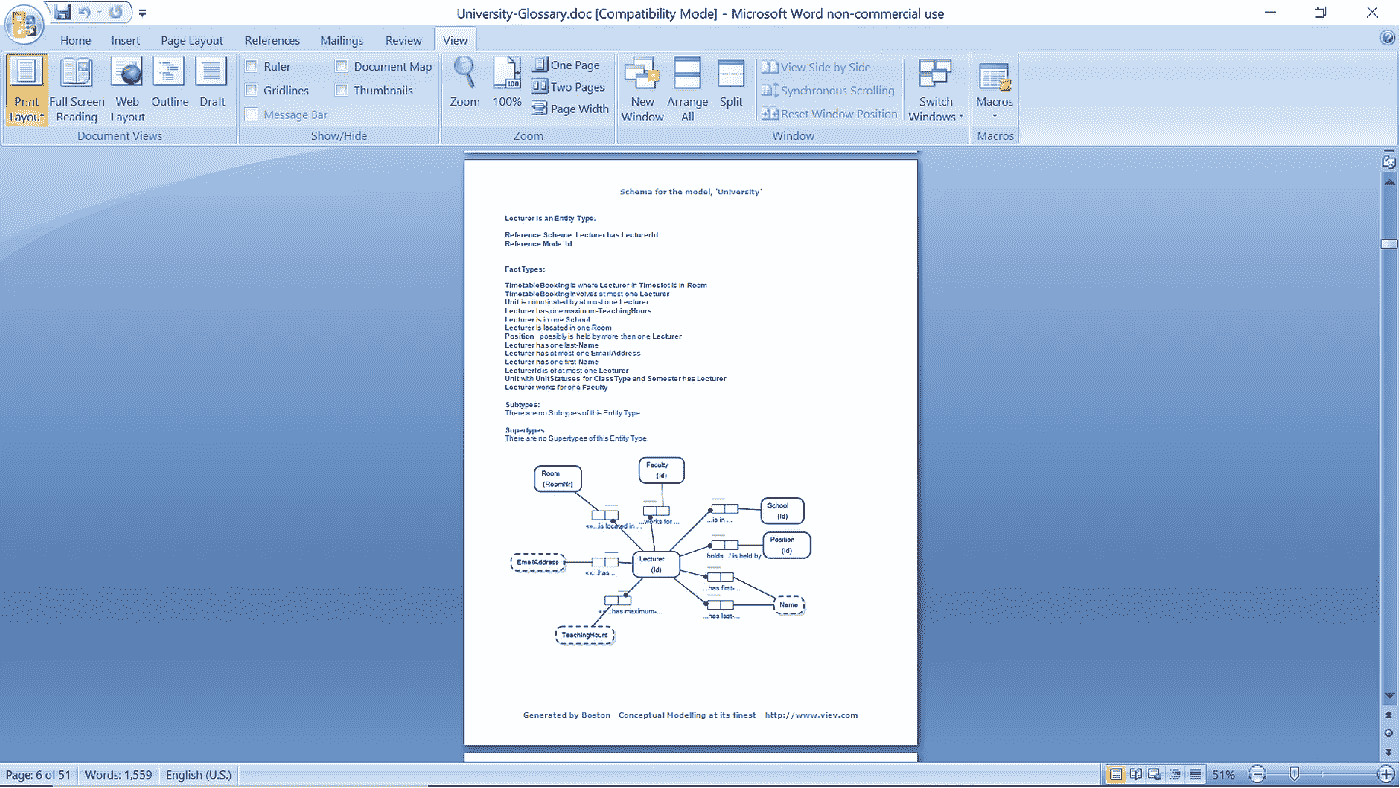 University-Glossary.doc [Compatibility Mode] - Microsoft Word non-commercial use
Home Insert Page Layout References Mailings Review View
Print Layout
Full Screen Reading
Web Layout
Outline
Draft
Document Views
Ruler
Gridlines
Message Bar
Document Map
Thumbnails
Show/Hide
Zoom
100%
One Page
Two Pages
Page Width
Zoom
New Window
Arrange All
Split
View Side by Side
Synchronous Scrolling
Reset Window Position
Window
Switch Windows
Macros
Macros
Schema for the model, 'University'
Lecturer is an Entity Type.
Reference Scheme: Lecturer has LecturerId
Reference Mode: Id
Fact Types:
TimetableBooking is where Lecturer in Timeslot is in Room
TimetableBooking involves at most one Lecturer
Unit is coordinated by at most one Lecturer
Lecturer has one maximum-TeachingHours
Lecturer is in one School
Lecturer is located in one Room
Position possibly is held by more than one Lecturer
Lecturer has one last-Name
Lecturer has at most one EmailAddress
Lecturer has one first-Name
LecturerId is of at most one Lecturer
Unit with UnitStatuses for ClassType and Semester has Lecturer
Lecturer works for one Faculty
Subtypes:
There are no Subtypes of this Entity Type
Supertypes
There are no Supertypes of this Entity Type
Room
(RoomNr)
Faculty
(Id)
School
(Id)
Position
(Id)
Lecturer
(Id)
EmailAddress
TeachingHours
Name
...is located in ...
...works for ...
...is in ...
holds.../ is held by
...has ...
...has first-...
...has last-...
...has maximum-...
Generated by Boston Conceptual Modelling at its finest http://www.viev.com
Page: 6 of 51 Words: 1,559 English (U.S.) 51%